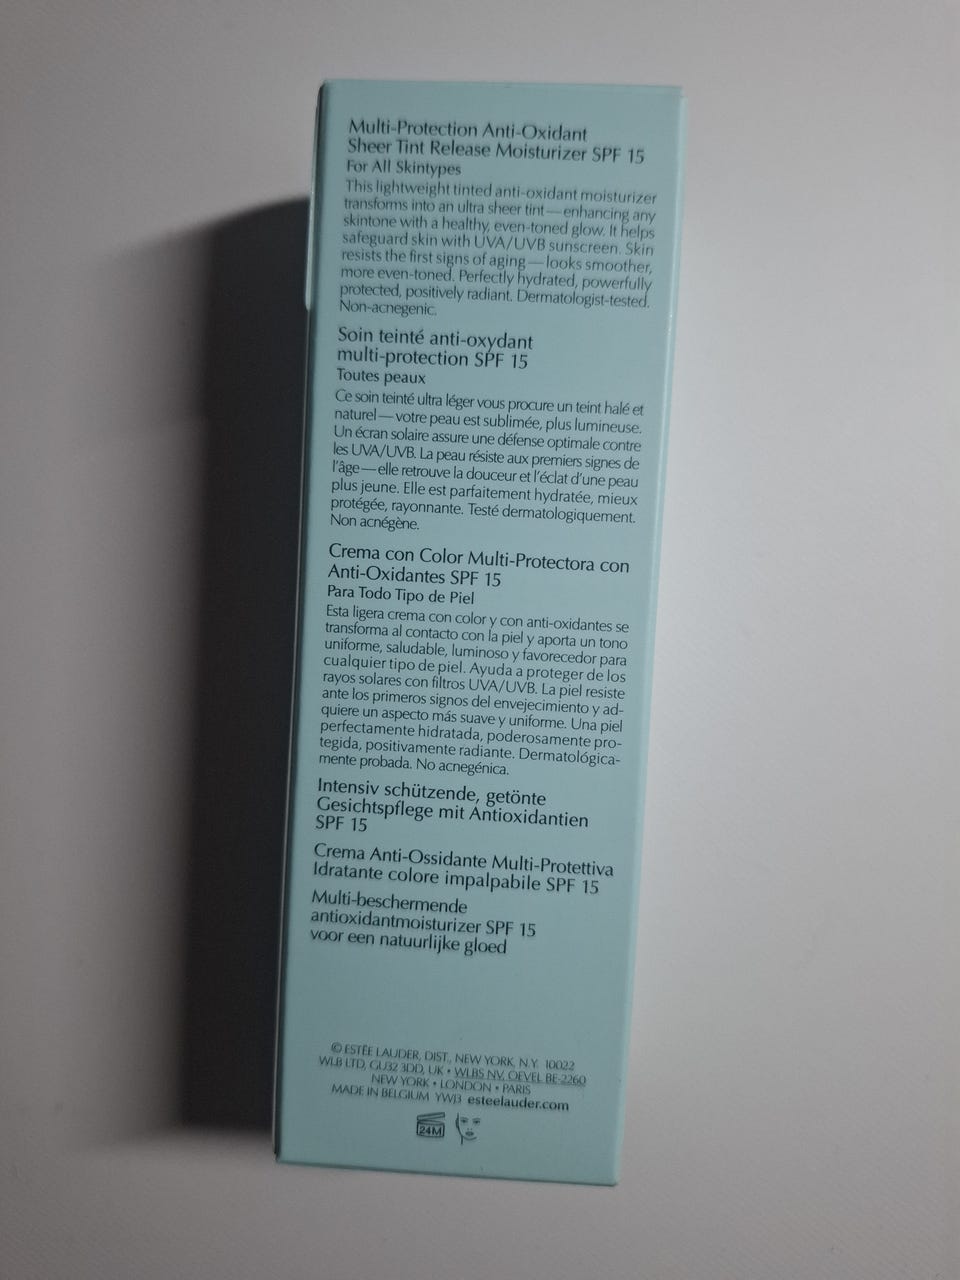 Multi-Protection Anti-Oxidant
Sheer Tint Release Moisturizer SPF 15
For All Skintypes
This lightweight tinted anti-oxidant moisturizer
transforms into an ultra sheer tint—enhancing any
skintone with a healthy, even-toned glow. It helps
safeguard skin with UVA/UVB sunscreen. Skin
resists the first signs of aging—looks smoother,
more even-toned. Perfectly hydrated, powerfully
protected, positively radiant. Dermatologist-tested.
Non-acnegenic.
Soin teinté anti-oxydant
multi-protection SPF 15
Toutes peaux
Ce soin teinté ultra léger vous procure un teint halé et
naturel—votre peau est sublimée, plus lumineuse.
Un écran solaire assure une défense optimale contre
les UVA/UVB. La peau résiste aux premiers signes de
l'âge—elle retrouve la douceur et l'éclat d'une peau
plus jeune. Elle est parfaitement hydratée, mieux
protégée, rayonnante. Testé dermatologiquement.
Non acnégène.
Crema con Color Multi-Protectora con
Anti-Oxidantes SPF 15
Para Todo Tipo de Piel
Esta ligera crema con color y con anti-oxidantes se
transforma al contacto con la piel y aporta un tono
uniforme, saludable, luminoso y favorecedor para
cualquier tipo de piel. Ayuda a proteger de los
rayos solares con filtros UVA/UVB. La piel resiste
ante los primeros signos del envejecimiento y ad-
quiere un aspecto más suave y uniforme. Una piel
perfectamente hidratada, poderosamente pro-
tegida, positivamente radiante. Dermatológica-
mente probada. No acnegénica.
Intensiv schützende, getönte
Gesichtspflege mit Antioxidantien
SPF 15
Crema Anti-Ossidante Multi-Protettiva
Idratante colore impalpabile SPF 15
Multi-beschermende
antioxidantmoisturizer SPF 15
voor een natuurlijke gloed
© ESTÉE LAUDER, DIST., NEW YORK, N.Y. 10022
WLB LTD, GU32 3DD, UK • WLBS NV, OEVEL BE-2260
NEW YORK • LONDON • PARIS
MADE IN BELGIUM YWJ3 esteelauder.com
24M